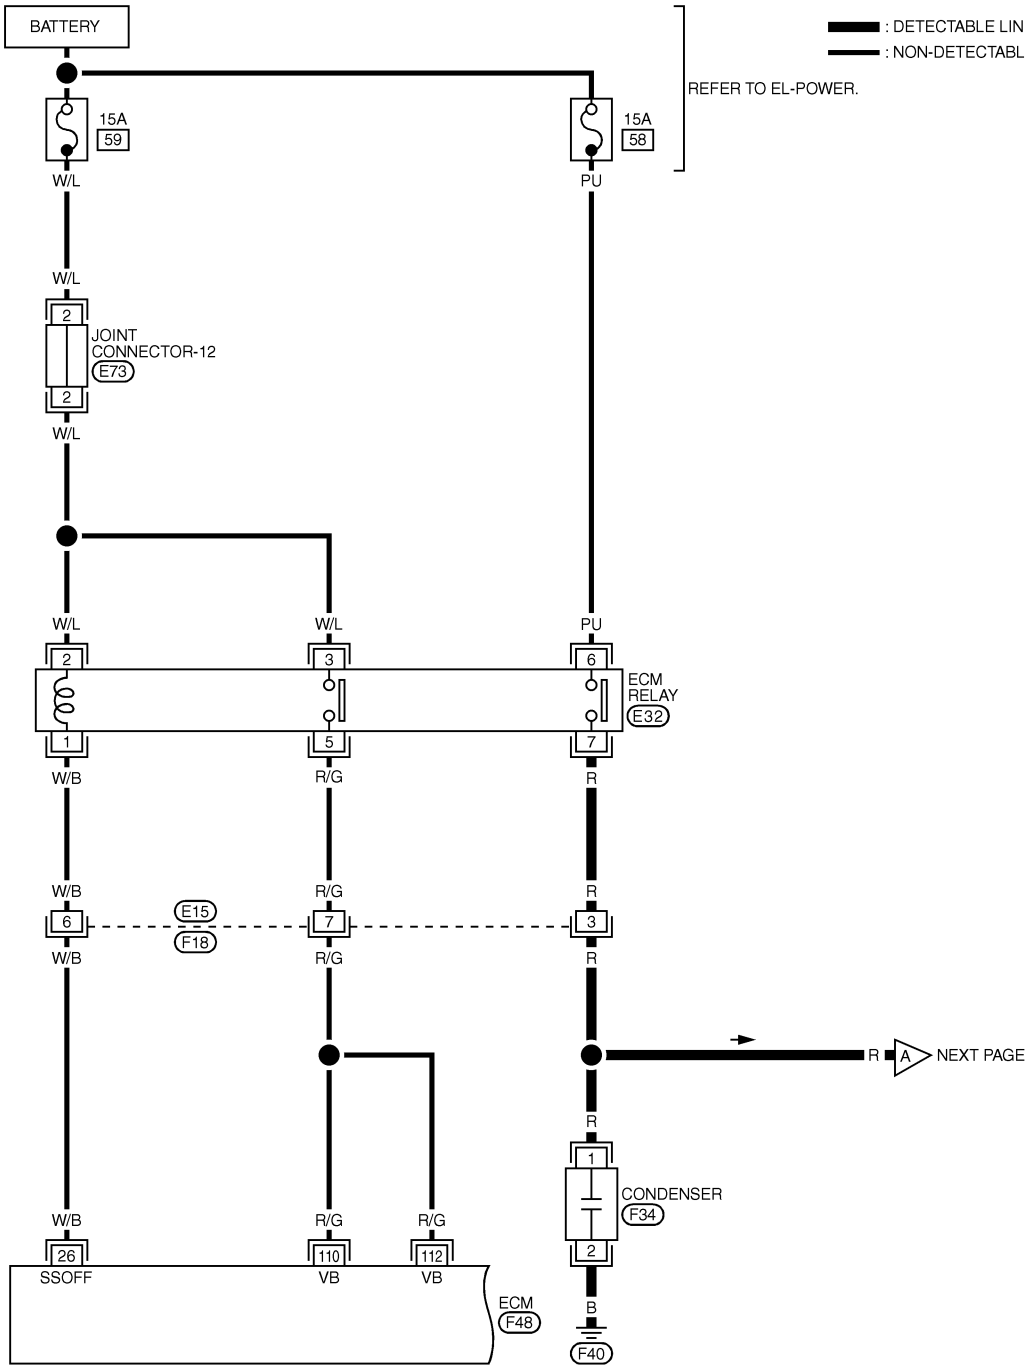 BATTERY
: DETECTABLE LIN
: NON-DETECTABL
REFER TO EL-POWER.
15A
59
15A
58
W/L
PU
W/L
2
JOINT
CONNECTOR-12
E73
2
W/L
W/L
W/L
PU
2
3
6
ECM
RELAY
E32
1
5
7
W/B
R/G
R
W/B
R/G
R
6
E15
F18
7
3
W/B
R/G
R
R
A
NEXT PAGE
R
1
CONDENSER
F34
2
W/B
R/G
R/G
26
110
112
SSOFF
VB
VB
ECM
F48
B
F40